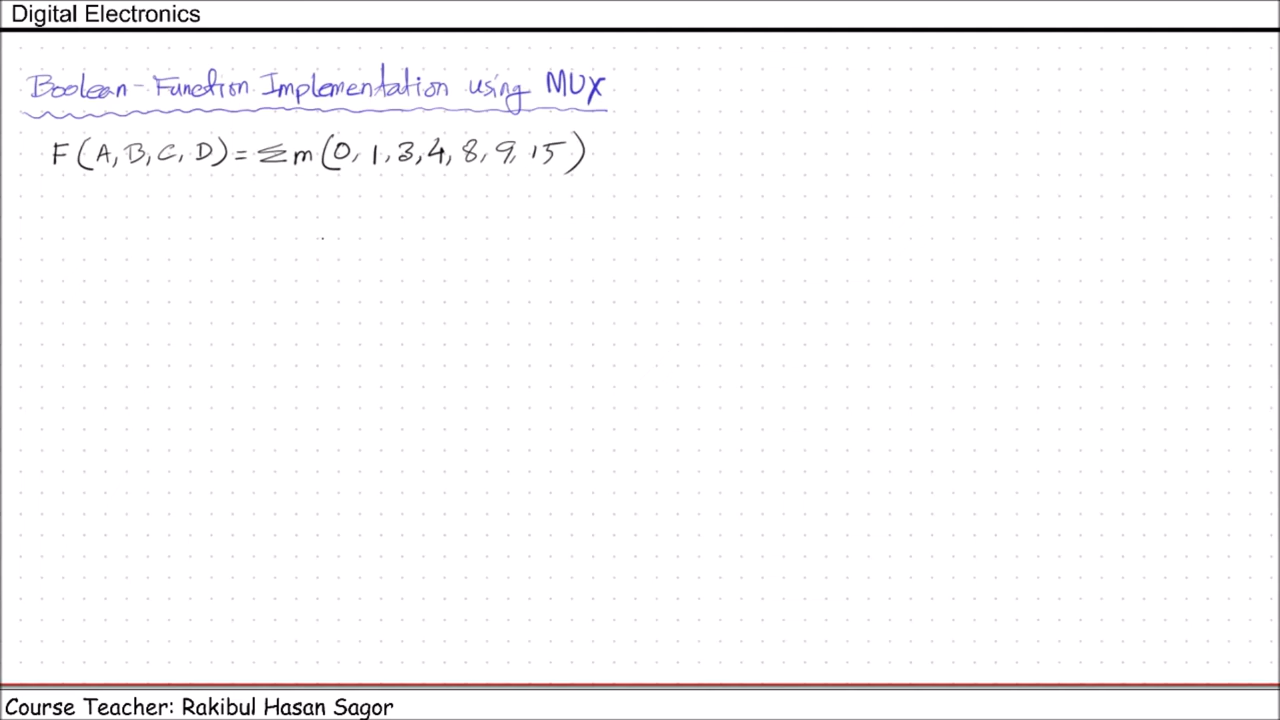 Digital Electronics
Boolean-Function Implementation using MUX
F(A, B, C, D) = Σm(0, 1, 3, 4, 8, 9, 15)
Course Teacher: Rakibul Hasan Sagor